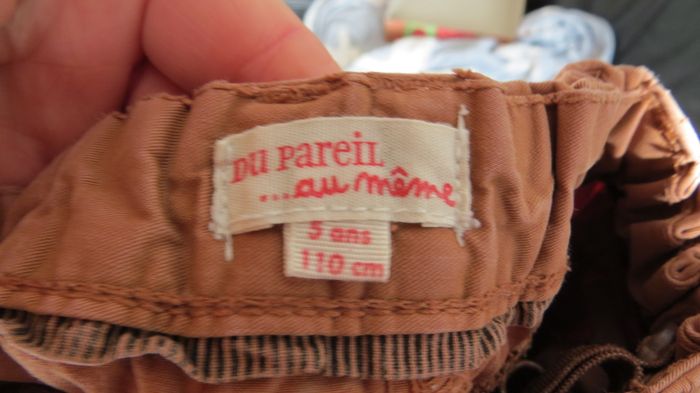 DU PAREIL
...au même
5 ans
110 cm